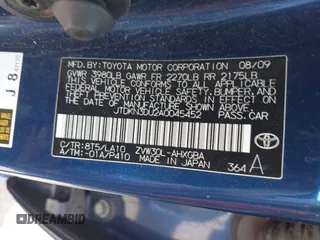 MFD.BY:TOYOTA MOTOR CORPORATION 08/09
GVWR 3980LB GAWR FR 2270LB RR 2175LB
THIS VEHICLE CONFORMS TO ALL APPLICABLE
FEDERAL MOTOR VEHICLE SAFETY, BUMPER, AND
THEFT PREVENTION STANDARDS IN EFFECT ON
THE DATE OF MANUFACTURE SHOWN ABOVE.
JTDKN3DU2A0045452
C/TR:8T5/LA10 ZVW30L-AHXGBA
A/TM:-01A/P410 MADE IN JAPAN 364 A
J 8
DREAMBID